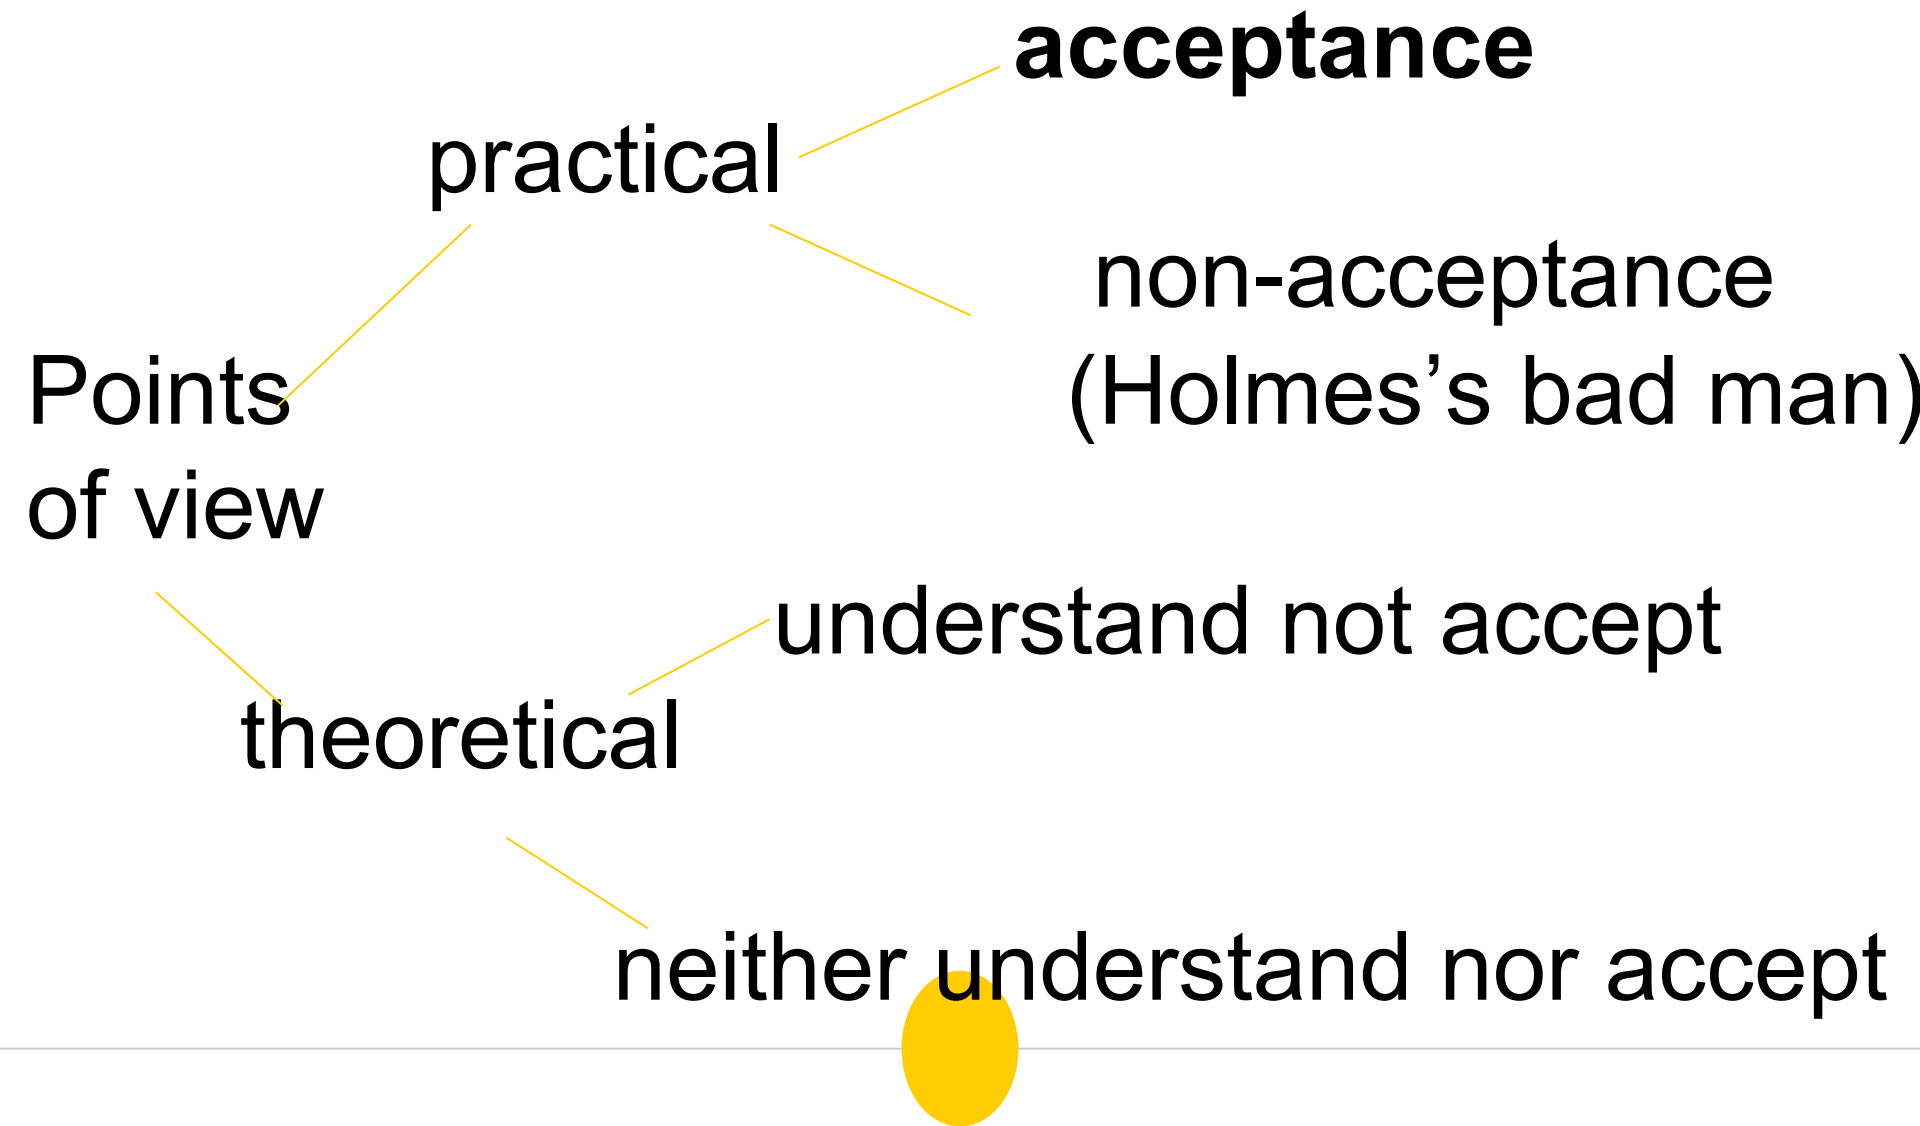 acceptance
practical
non-acceptance
(Holmes’s bad man)
Points
of view
understand not accept
theoretical
neither understand nor accept